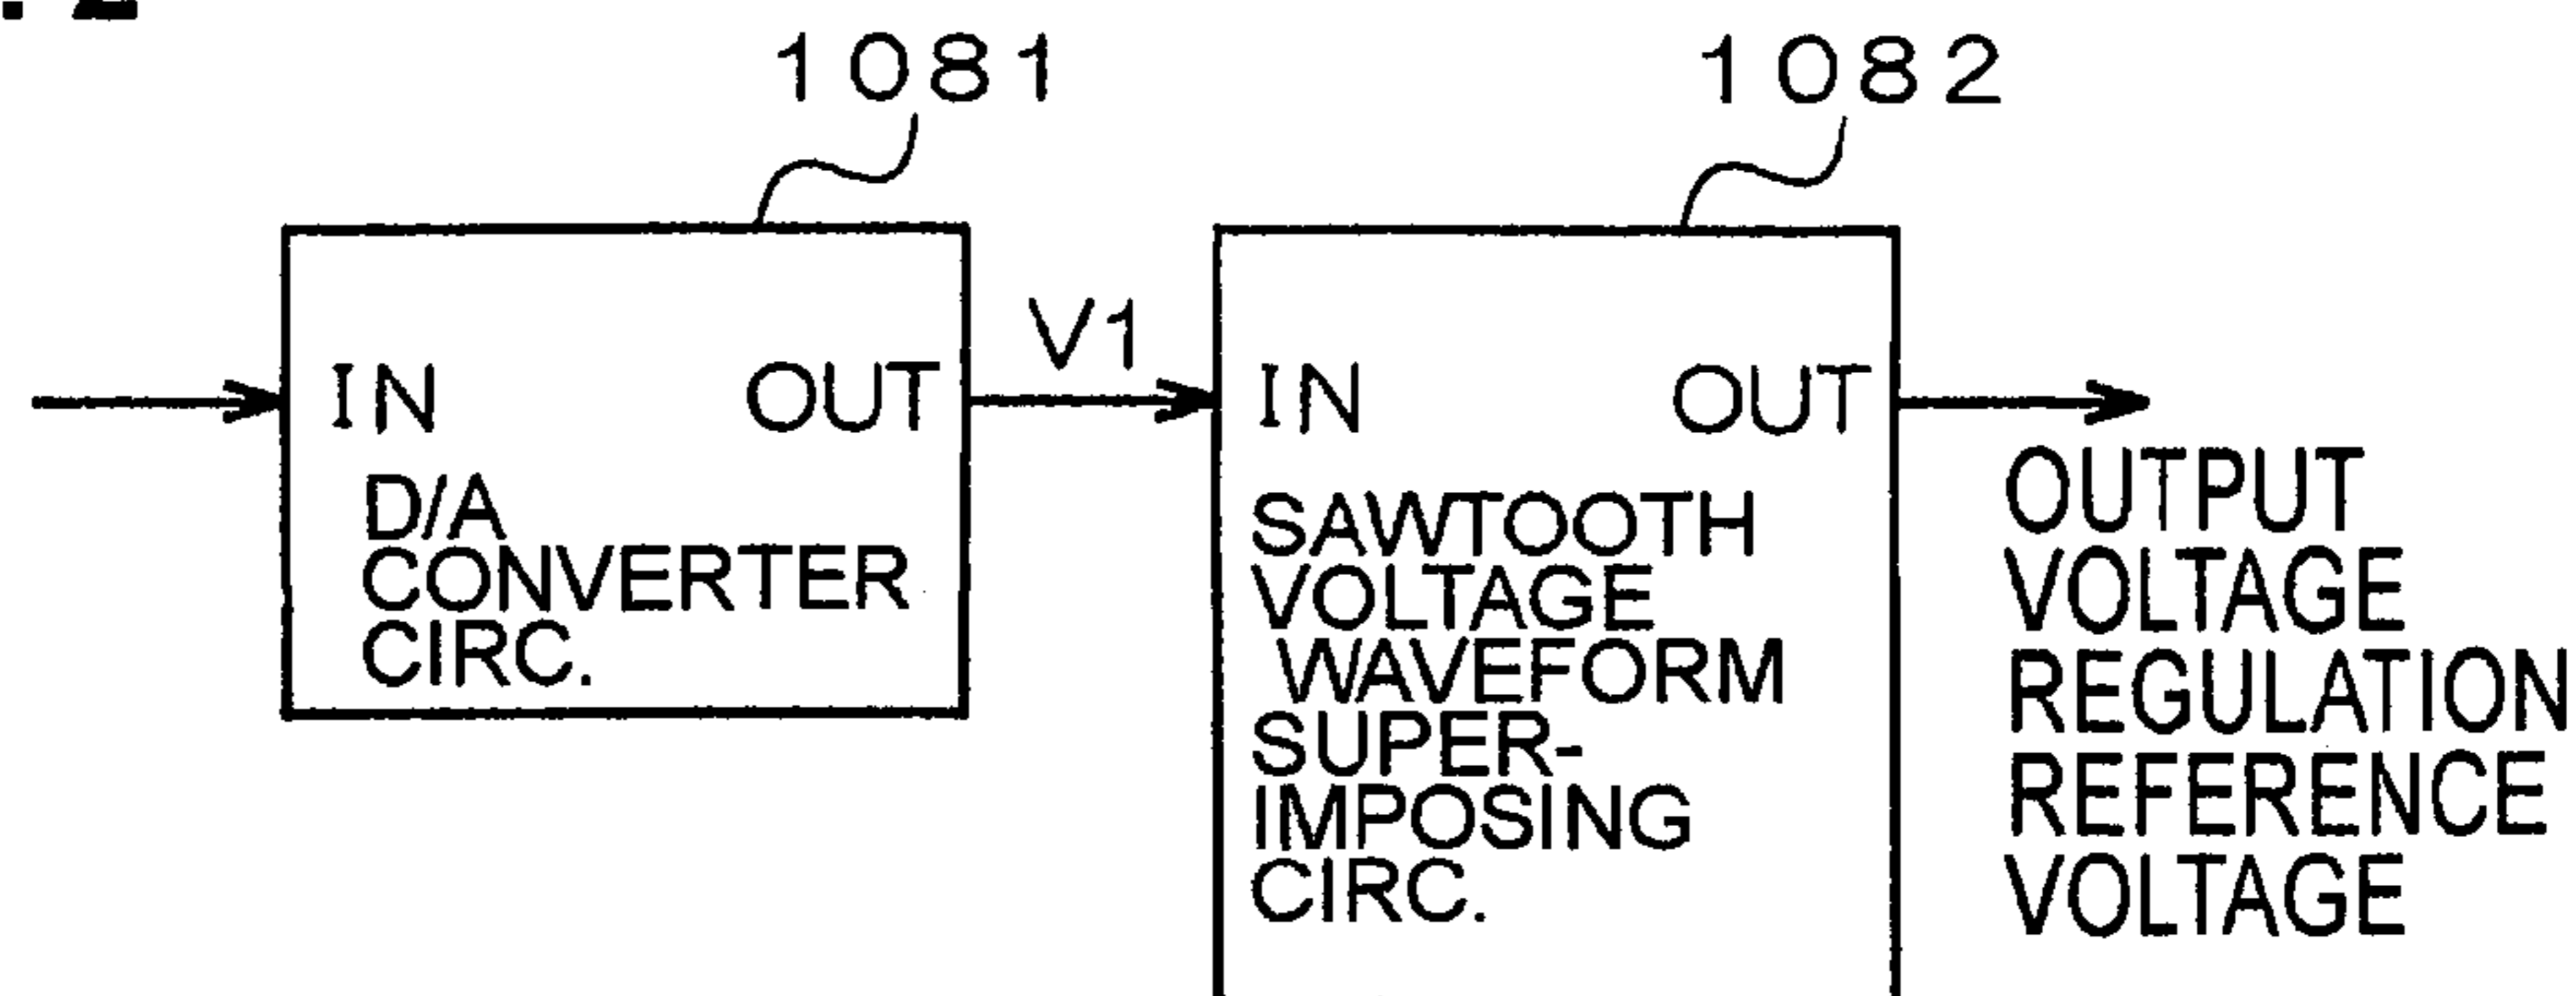 1081
1082
V1
IN
OUT
IN
OUT
D/A
CONVERTER
CIRC.
SAWTOOTH
VOLTAGE
WAVEFORM
SUPER-
IMPOSING
CIRC.
OUTPUT
VOLTAGE
REGULATION
REFERENCE
VOLTAGE